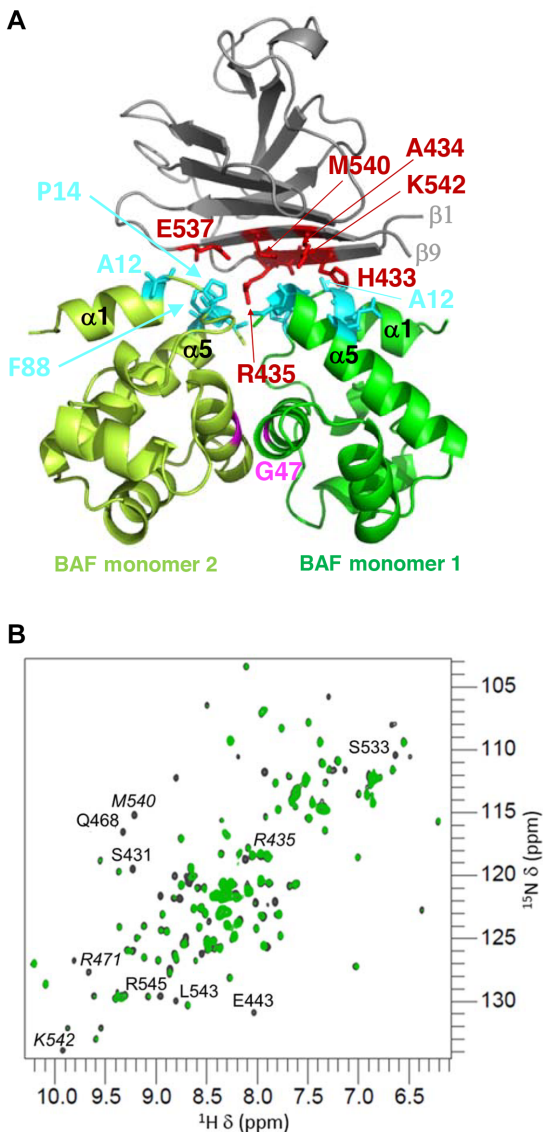 A
M540
A434
K542
P14
E537
β1
β9
A12
H433
A12
α1
α1
α5
α5
F88
R435
G47
BAF monomer 2
BAF monomer 1
B
105
110
115
120
125
130
¹⁵N δ (ppm)
S533
M540
Q468
R435
S431
R471
R545
L543
E443
K542
10.0 9.5 9.0 8.5 8.0 7.5 7.0 6.5
¹H δ (ppm)